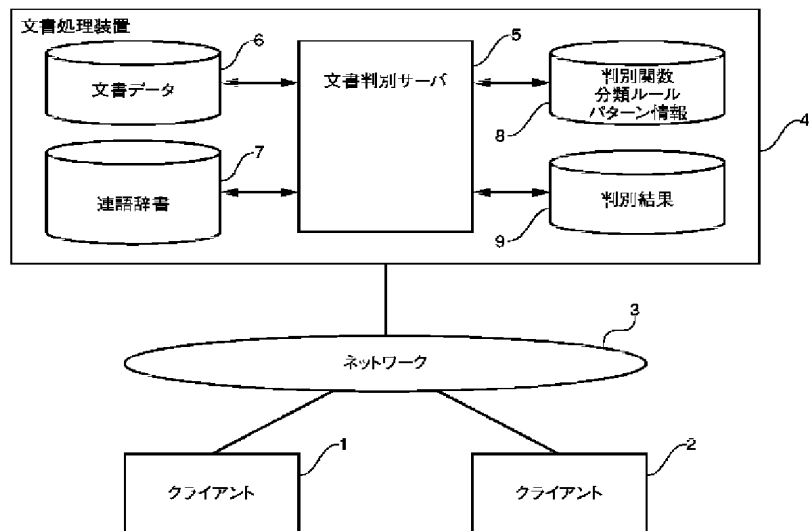 文書処理装置
6
文書データ
5
文書判別サーバ
判別関数
分類ルール
パターン情報
8
4
7
連語辞書
判別結果
9
3
ネットワーク
1
クライアント
2
クライアント